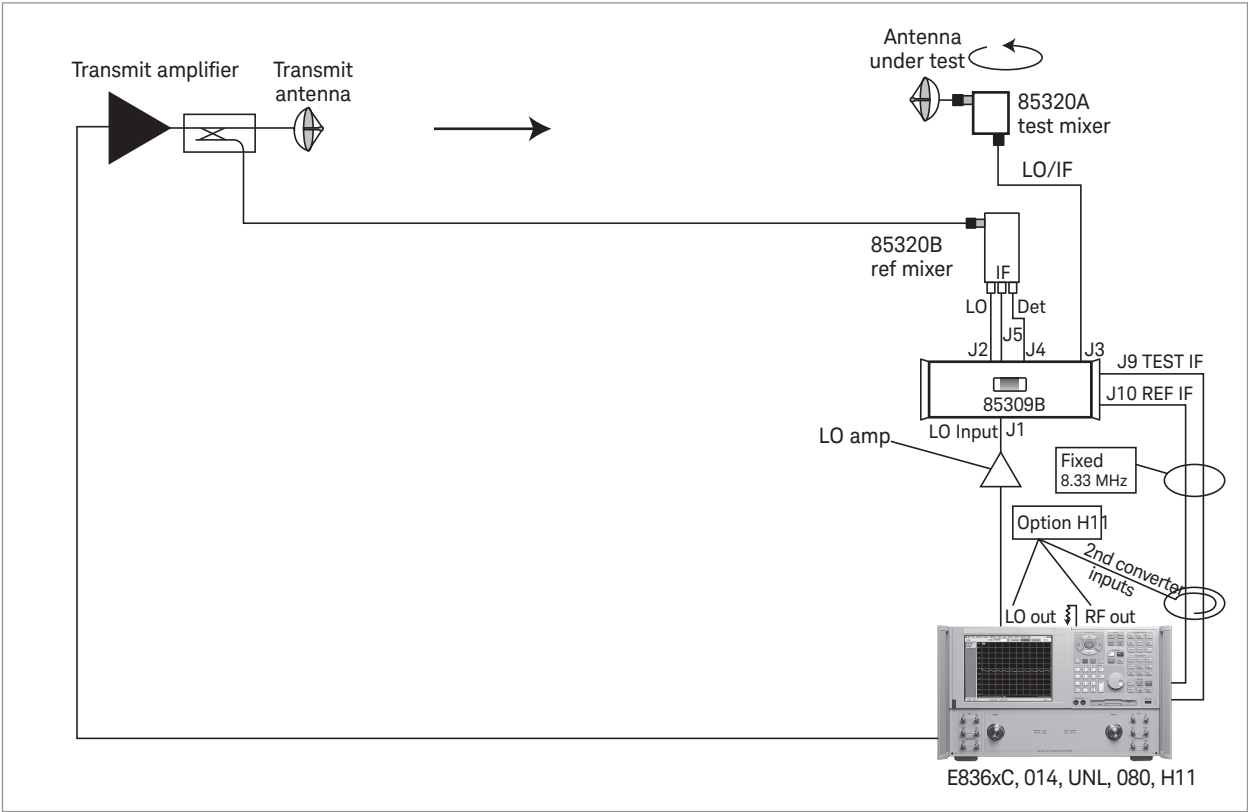 Transmit amplifier
Transmit
antenna
Antenna
under test
85320A
test mixer
LO/IF
85320B
ref mixer
IF
LO
Det
J5
J2
J4
J3
J9 TEST IF
J10 REF IF
85309B
LO Input
J1
LO amp
Fixed
8.33 MHz
Option H11
2nd converter
inputs
LO out
RF out
E836xC, 014, UNL, 080, H11